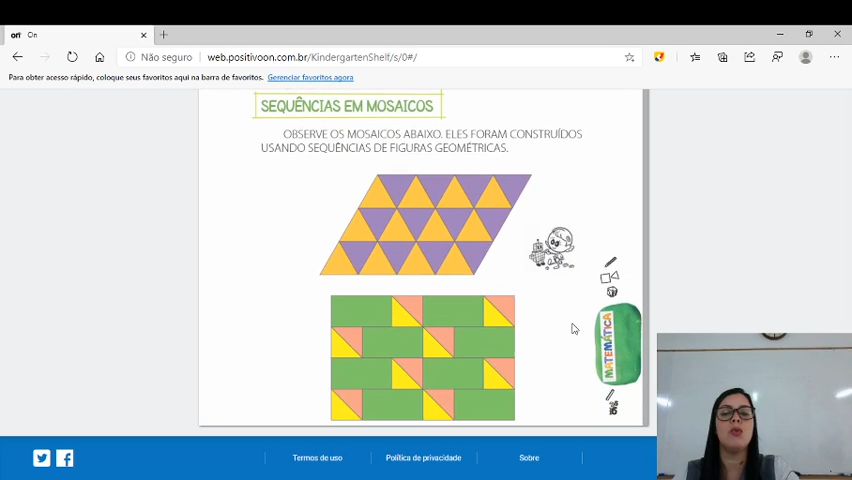 on On
Não seguro web.positivoon.com.br/KindergartenShelf/s/0#/
Para obter acesso rápido, coloque seus favoritos aqui na barra de favoritos. Gerenciar favoritos agora
SEQUÊNCIAS EM MOSAICOS
OBSERVE OS MOSAICOS ABAIXO. ELES FORAM CONSTRUÍDOS
USANDO SEQUÊNCIAS DE FIGURAS GEOMÉTRICAS.
MATEMÁTICA
Termos de uso Política de privacidade Sobre